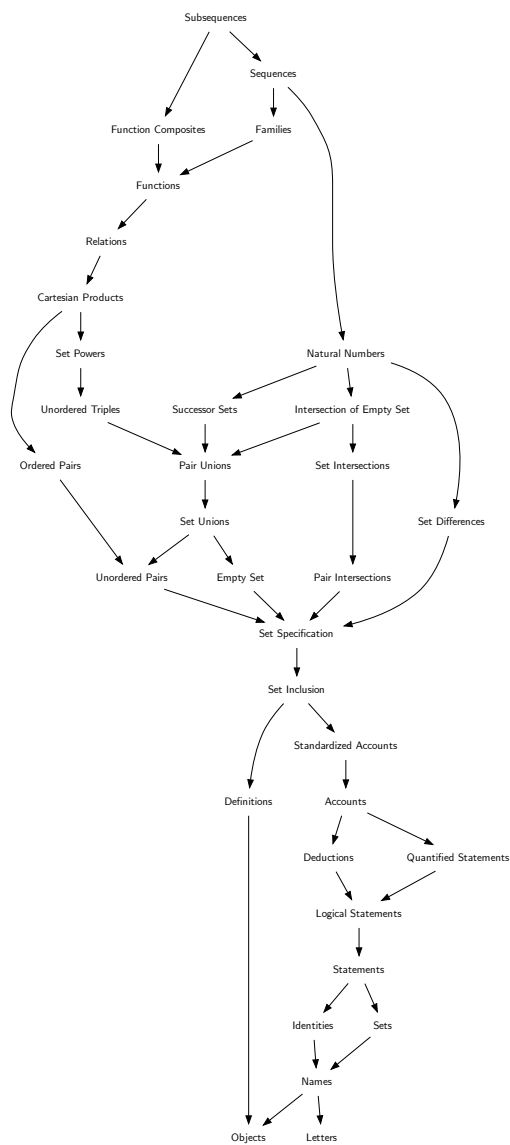 Subsequences
Sequences
Function Composites
Families
Functions
Relations
Cartesian Products
Set Powers
Natural Numbers
Unordered Triples
Successor Sets
Intersection of Empty Set
Ordered Pairs
Pair Unions
Set Intersections
Set Unions
Set Differences
Unordered Pairs
Empty Set
Pair Intersections
Set Specification
Set Inclusion
Standardized Accounts
Definitions
Accounts
Deductions
Quantified Statements
Logical Statements
Statements
Identities
Sets
Names
Objects
Letters